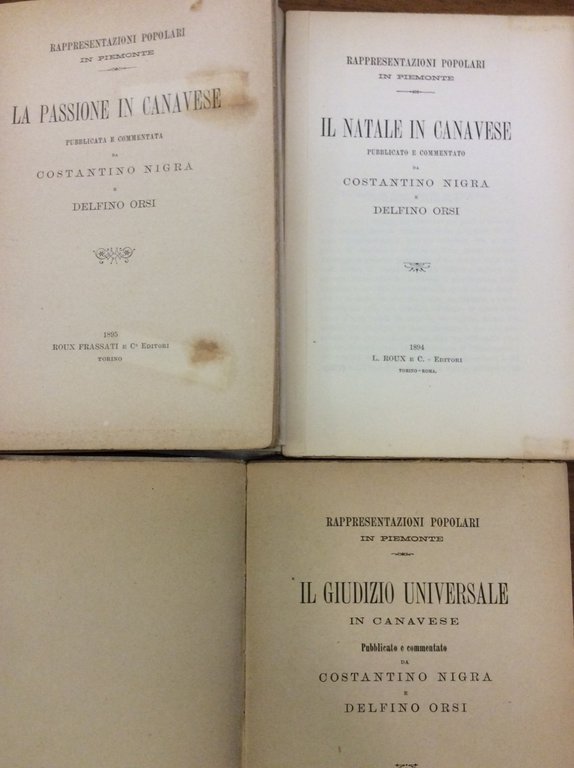 RAPPRESENTAZIONI POPOLARI
IN PIEMONTE
LA PASSIONE IN CANAVESE
PUBBLICATA E COMMENTATA
DA
COSTANTINO NIGRA
E
DELFINO ORSI
1895
ROUX FRASSATI E Cº EDITORI
TORINO
RAPPRESENTAZIONI POPOLARI
IN PIEMONTE
IL NATALE IN CANAVESE
PUBBLICATO E COMMENTATO
DA
COSTANTINO NIGRA
E
DELFINO ORSI
1894
L. ROUX E C. - EDITORI
TORINO-ROMA.
RAPPRESENTAZIONI POPOLARI
IN PIEMONTE
IL GIUDIZIO UNIVERSALE
IN CANAVESE
Pubblicato e commentato
DA
COSTANTINO NIGRA
E
DELFINO ORSI